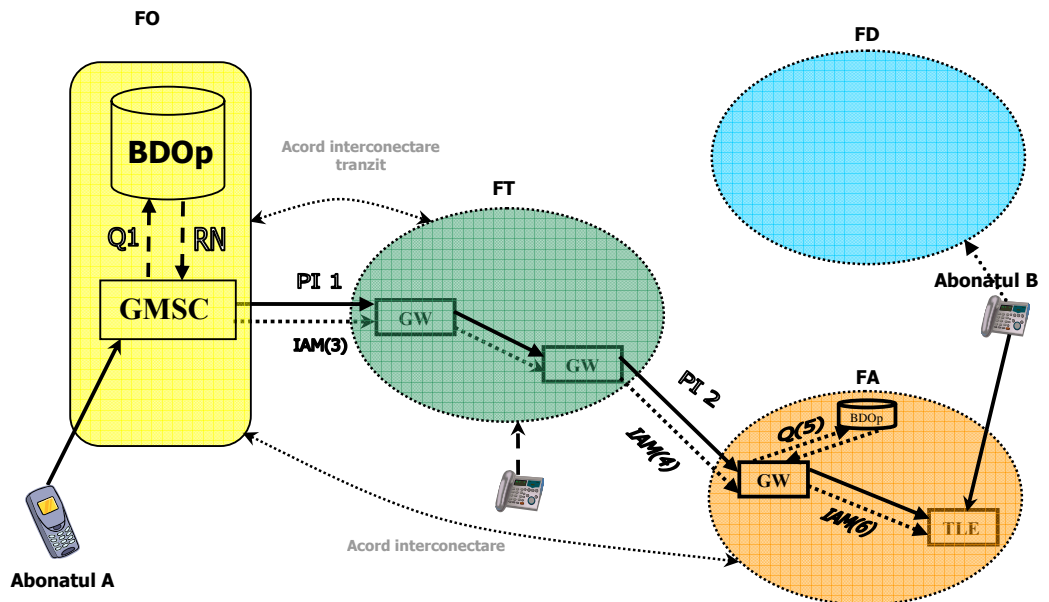 FO
FD
BDOp
Acord interconectare
tranzit
FT
Q1
RN
Abonatul B
PI 1
GMSC
GW
IAM(3)
GW
PI 2
FA
Q(5)
BDOp
IAM(4)
GW
IAM(6)
TLE
Acord interconectare
Abonatul A